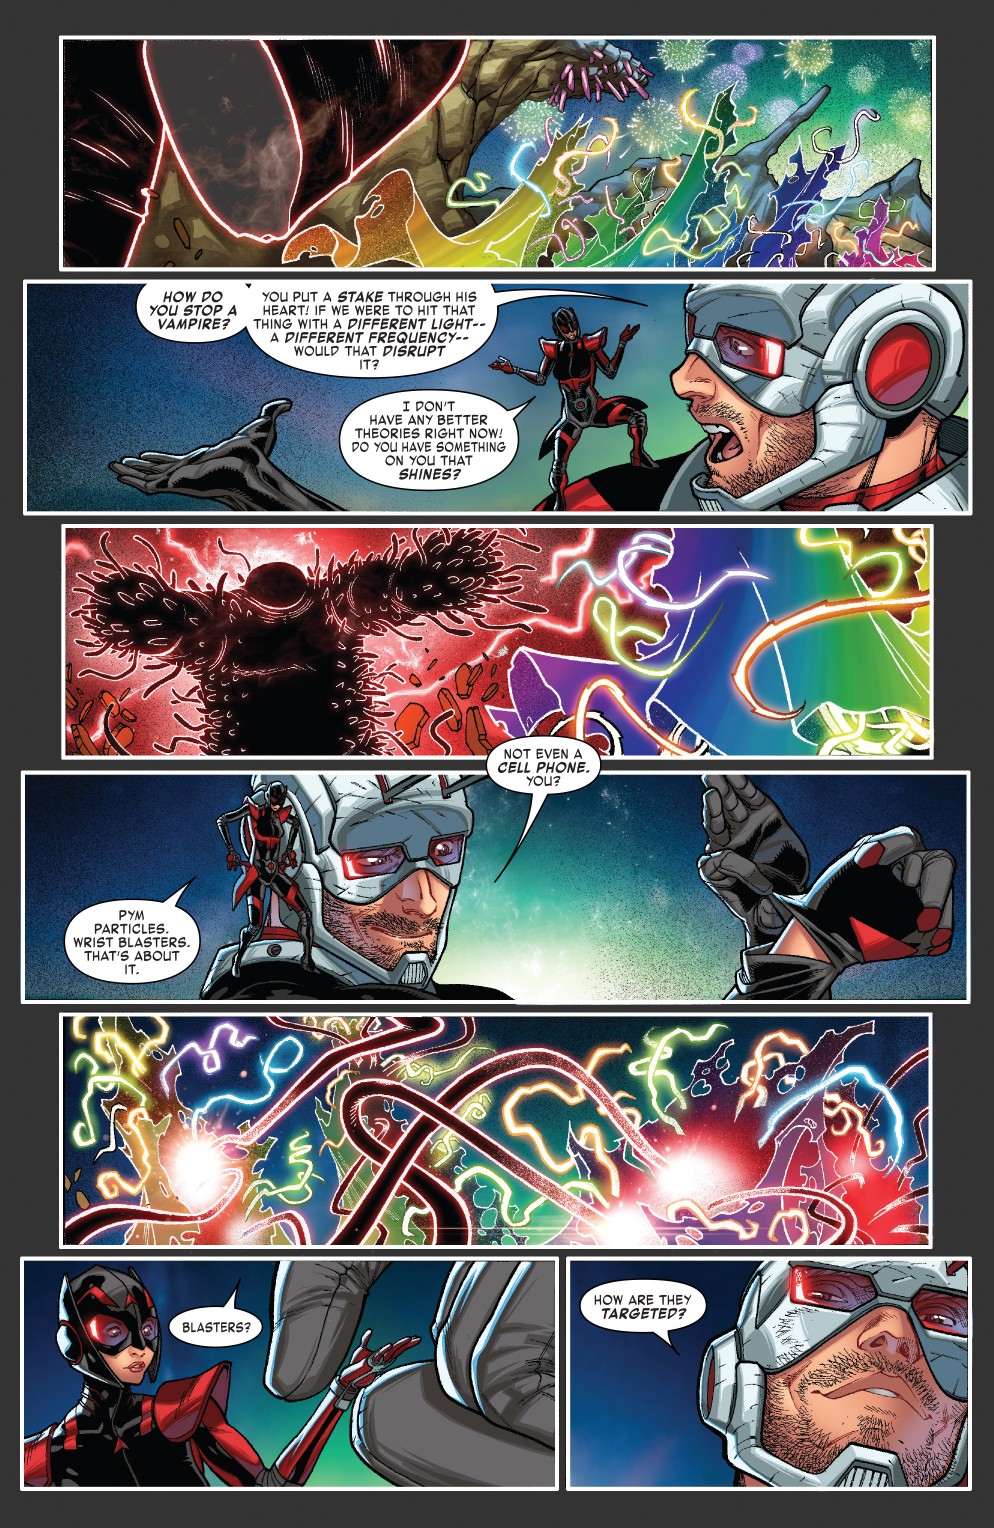 HOW DO
YOU STOP A
VAMPIRE?
YOU PUT A STAKE THROUGH HIS
HEART! IF WE WERE TO HIT THAT
THING WITH A DIFFERENT LIGHT--
A DIFFERENT FREQUENCY--
WOULD THAT DISRUPT
IT?
I DON'T
HAVE ANY BETTER
THEORIES RIGHT NOW!
DO YOU HAVE SOMETHING
ON YOU THAT
SHINES?
NOT EVEN A
CELL PHONE.
YOU?
PYM
PARTICLES.
WRIST BLASTERS.
THAT'S ABOUT
IT.
BLASTERS?
HOW ARE THEY
TARGETED?